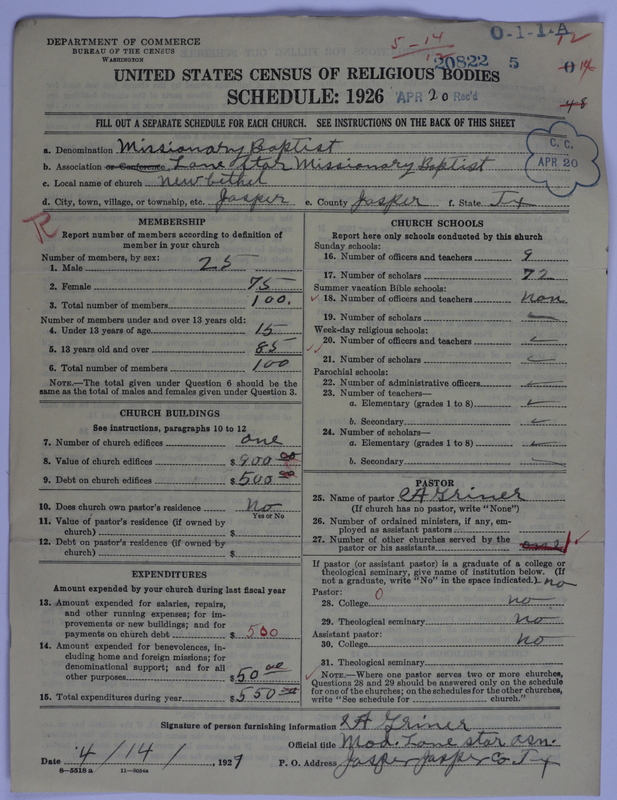 DEPARTMENT OF COMMERCE
BUREAU OF THE CENSUS
WASHINGTON
5-14
O-1-1-A
12
20822 5
UNITED STATES CENSUS OF RELIGIOUS BODIES
SCHEDULE: 1926 APR 20 Rec'd
FILL OUT A SEPARATE SCHEDULE FOR EACH CHURCH. SEE INSTRUCTIONS ON THE BACK OF THIS SHEET
C. C.
APR 20
a. Denomination Missionary Baptist
b. Association or Conference Lone Star Missionary Baptist
c. Local name of church New bethel
d. City, town, village, or township, etc. Jasper e. County Jasper f. State Tx
MEMBERSHIP
Report number of members according to definition of
member in your church
Number of members, by sex:
1. Male 25
2. Female 75
3. Total number of members 100.
Number of members under and over 13 years old:
4. Under 13 years of age 15
5. 13 years old and over 85
6. Total number of members 100
NOTE.—The total given under Question 6 should be the
same as the total of males and females given under Question 3.
CHURCH BUILDINGS
See instructions, paragraphs 10 to 12
7. Number of church edifices one
8. Value of church edifices $900 00
9. Debt on church edifices $500 00
10. Does church own pastor's residence? No
Yes or No
11. Value of pastor's residence (if owned by
church) $
12. Debt on pastor's residence (if owned by
church) $
EXPENDITURES
Amount expended by church during last fiscal year
13. Amount expended for salaries, repairs,
and other running expenses; for im-
provements or new buildings; and for
payments on church debt $ 500
14. Amount expended for benevolences, in-
cluding home and foreign missions; for
denominational support; and for all
other purposes $50 00
15. Total expenditures during year $550 00
CHURCH SCHOOLS
Report here only schools conducted by this church
Sunday schools:
16. Number of officers and teachers 9
17. Number of scholars 72
Summer vacation Bible schools:
18. Number of officers and teachers non
19. Number of scholars
Week-day religious schools:
20. Number of officers and teachers
21. Number of scholars
Parochial schools:
22. Number of administrative officers
23. Number of teachers—
a. Elementary (grades 1 to 8)
b. Secondary
24. Number of scholars—
a. Elementary (grades 1 to 8)
b. Secondary
PASTOR
25. Name of pastor Griner
(If church has no pastor, write "None")
26. Number of ordained ministers, if any, em-
ployed as assistant pastors
27. Number of other churches served by the
pastor or his assistants
If pastor (or assistant pastor) is a graduate of a college or
theological seminary, give name of institution below. (If
not a graduate, write "No" in the space indicated.) no
Pastor: 0
28. College no
29. Theological seminary no
Assistant pastor:
30. College no
31. Theological seminary
NOTE.—Where one pastor serves two or more churches,
Questions 28 and 29 should be answered only on the schedule
for one of the churches; on the schedules for the other churches,
write "See schedule for church."
Signature of person furnishing information Griner
Official title Mod. Lone star asn.
Date 4/14/, 1927 P. O. Address Jasper Jasper Co. Tx
8-5518 a